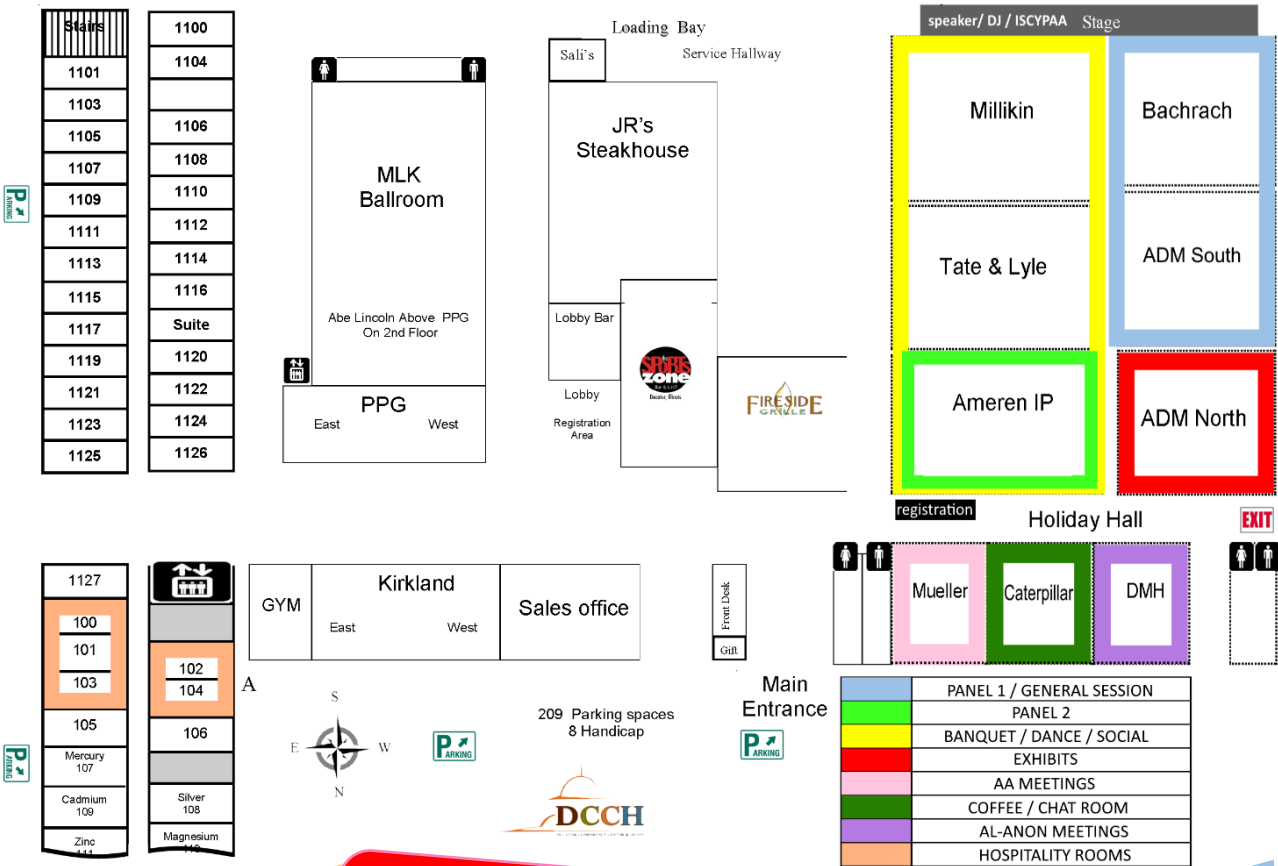 Stairs
1101
1103
1105
1107
1109
1111
1113
1115
1117
1119
1121
1123
1125
1100
1104
1106
1108
1110
1112
1114
1116
Suite
1120
1122
1124
1126
PARKING
MLK
Ballroom
Abe Lincoln Above PPG
On 2nd Floor
PPG
East West
Loading Bay
Service Hallway
Sali's
JR's
Steakhouse
Lobby Bar
Lobby
Registration
Area
SPORTS
zone
FIRESIDE
GRILLE
speaker/ DJ / ISCYPAA Stage
Millikin
Bachrach
Tate & Lyle
ADM South
Ameren IP
ADM North
registration
Holiday Hall
EXIT
1127
100
101
103
105
Mercury
107
Cadmium
109
Zinc
111
102
104
A
106
Silver
108
Magnesium
110
PARKING
GYM
Kirkland
East West
Sales office
Front Desk
Gift
Mueller
Caterpillar
DMH
S
E W
N
PARKING
209 Parking spaces
8 Handicap
DCCH
Main
Entrance
PARKING
PANEL 1 / GENERAL SESSION
PANEL 2
BANQUET / DANCE / SOCIAL
EXHIBITS
AA MEETINGS
COFFEE / CHAT ROOM
AL-ANON MEETINGS
HOSPITALITY ROOMS